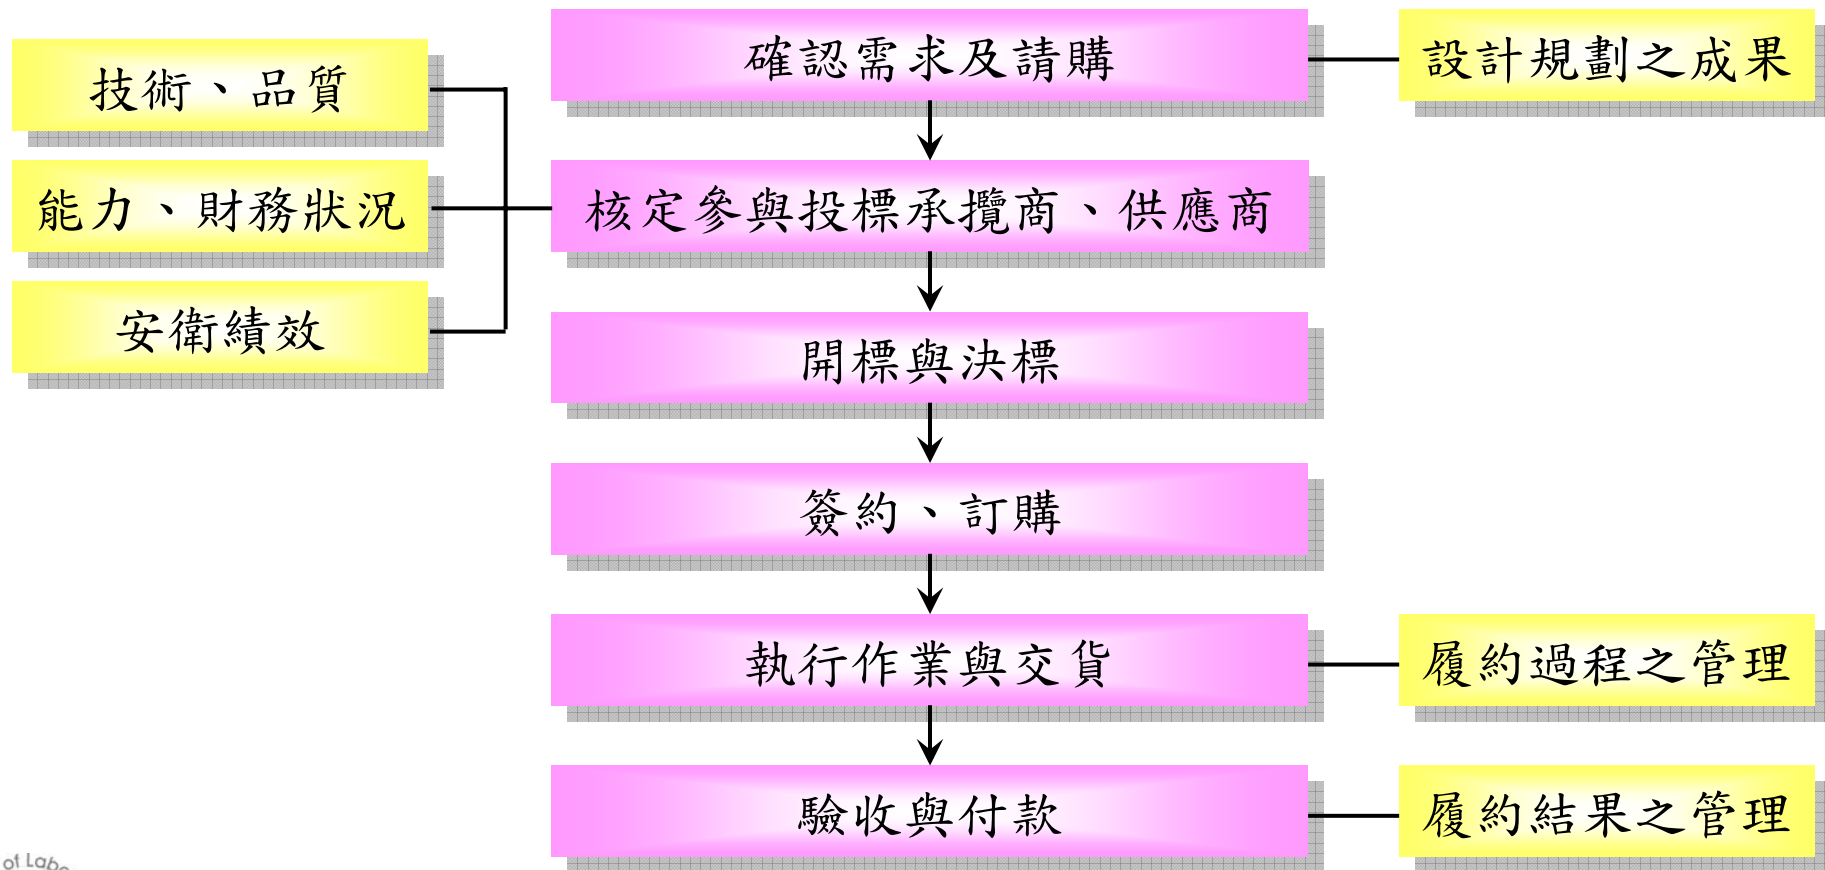 確認需求及請購
設計規劃之成果
技術、品質
能力、財務狀況
核定參與投標承攬商、供應商
安衛績效
開標與決標
簽約、訂購
執行作業與交貨
履約過程之管理
驗收與付款
履約結果之管理
of Labo